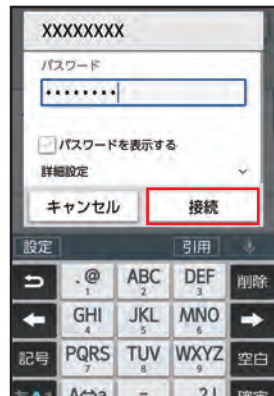 XXXXXXXX
パスワード
••••••••
パスワードを表示する
詳細設定
キャンセル 接続
設定 引用
.@ ABC DEF 削除
1 2 3
GHI JKL MNO
4 5 6
記号 PQRS TUV WXYZ 空白
7 8 9